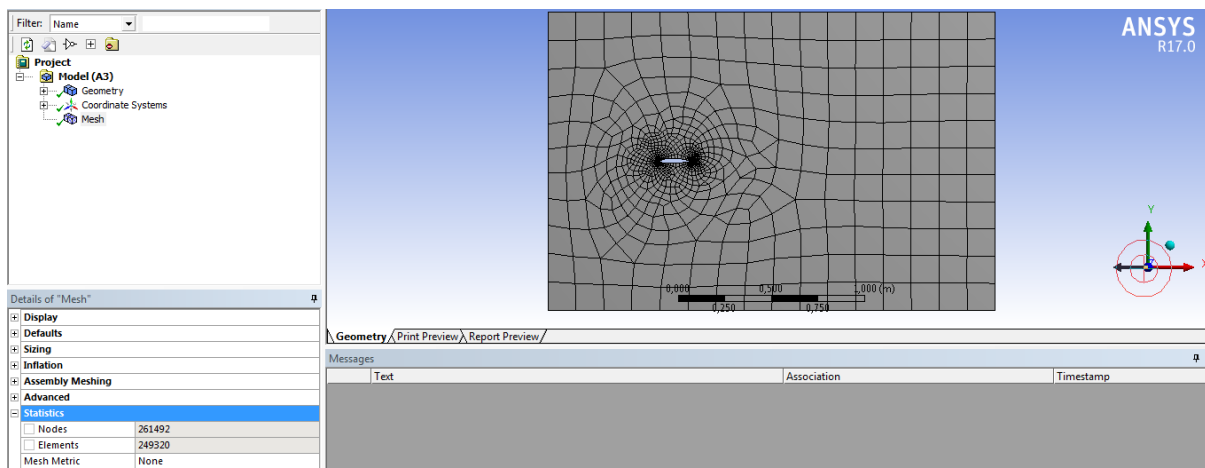 Filter: Name
Project
Model (A3)
Geometry
Coordinate Systems
Mesh
Details of "Mesh"
Display
Defaults
Sizing
Inflation
Assembly Meshing
Advanced
Statistics
Nodes 261492
Elements 249320
Mesh Metric None
ANSYS
R17.0
Y
X
0,000 0,500 1,000 (m)
0,250 0,750
Geometry Print Preview Report Preview
Messages
Text Association Timestamp